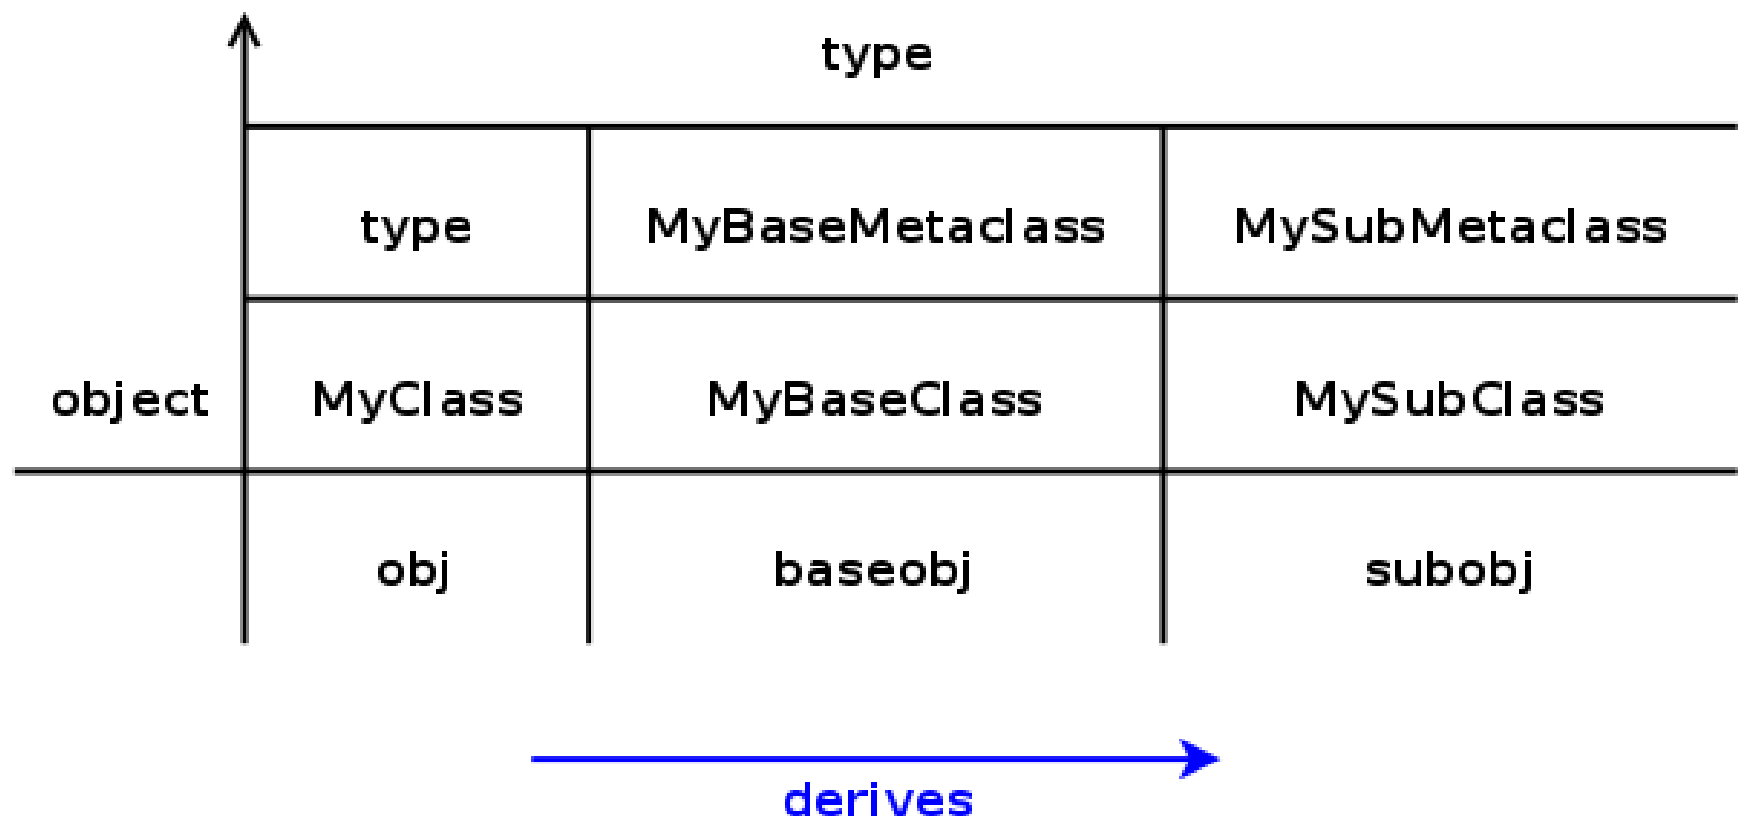 type
type MyBaseMetaclass MySubMetaclass
object MyClass MyBaseClass MySubClass
obj baseobj subobj
derives